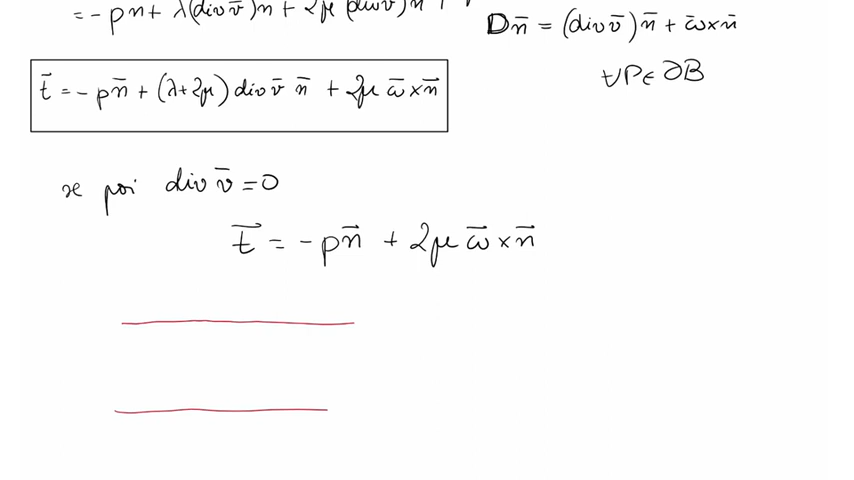 = -pn + λ(div v̄)n + 2μ (div v̄)n +
Dn̄ = (div v̄) n̄ + ω̄ × n̄
∀P ∈ ∂B
t̄ = -pn̄ + (λ+2μ) div v̄ n̄ + 2μ ω̄ × n̄
se poi div v̄ = 0
t̄ = -pn̄ + 2μ ω̄ × n̄